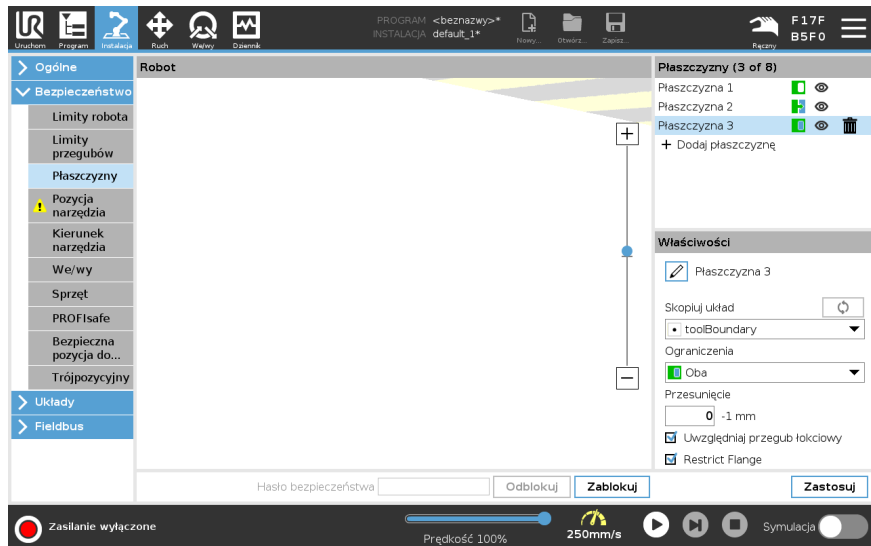 PROGRAM <beznazwy>*
INSTALACJA default_1*
F17F
B5F0
Uruchom Program Instalacja Ruch We/wy Dziennik Nowy... Otwórz... Zapisz... Ręczny
Ogólne
Bezpieczeństwo
Limity robota
Limity
przegubów
Płaszczyzny
Pozycja
narzędzia
Kierunek
narzędzia
We/wy
Sprzęt
PROFIsafe
Bezpieczna
pozycja do...
Trójpozycyjny
Układy
Fieldbus
Robot
Płaszczyzny (3 of 8)
Płaszczyzna 1
Płaszczyzna 2
Płaszczyzna 3
+ Dodaj płaszczyznę
Właściwości
Płaszczyzna 3
Skopiuj układ
toolBoundary
Ograniczenia
Oba
Przesunięcie
0 -1 mm
Uwzględniaj przegub łokciowy
Restrict Flange
Hasło bezpieczeństwa Odblokuj Zablokuj Zastosuj
Zasilanie wyłączone
Prędkość 100%
250mm/s
Symulacja